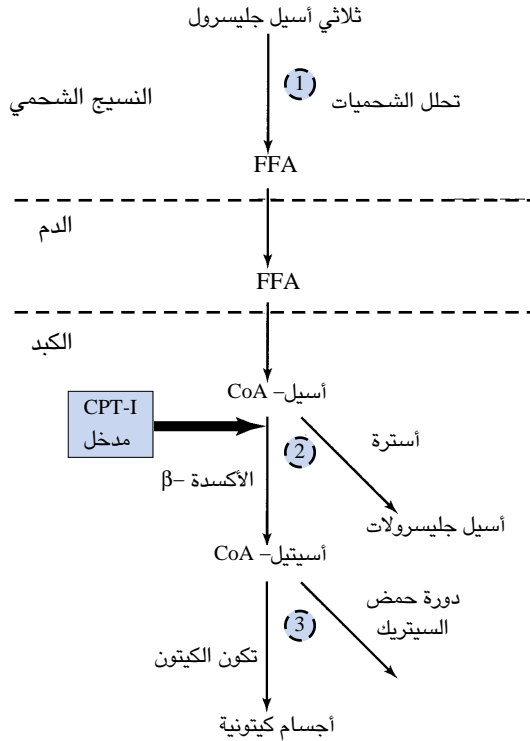 ثلاثي أسيل جليسرول
1
تحلل الشحميات
النسيج الشحمي
FFA
الدم
FFA
الكبد
أسيل– CoA
CPT-I
مدخل
2
أسترة
الأكسدة –β
أسيل جليسرولات
أسيتيل– CoA
دورة حمض
السيتريك
3
تكون الكيتون
أجسام كيتونية